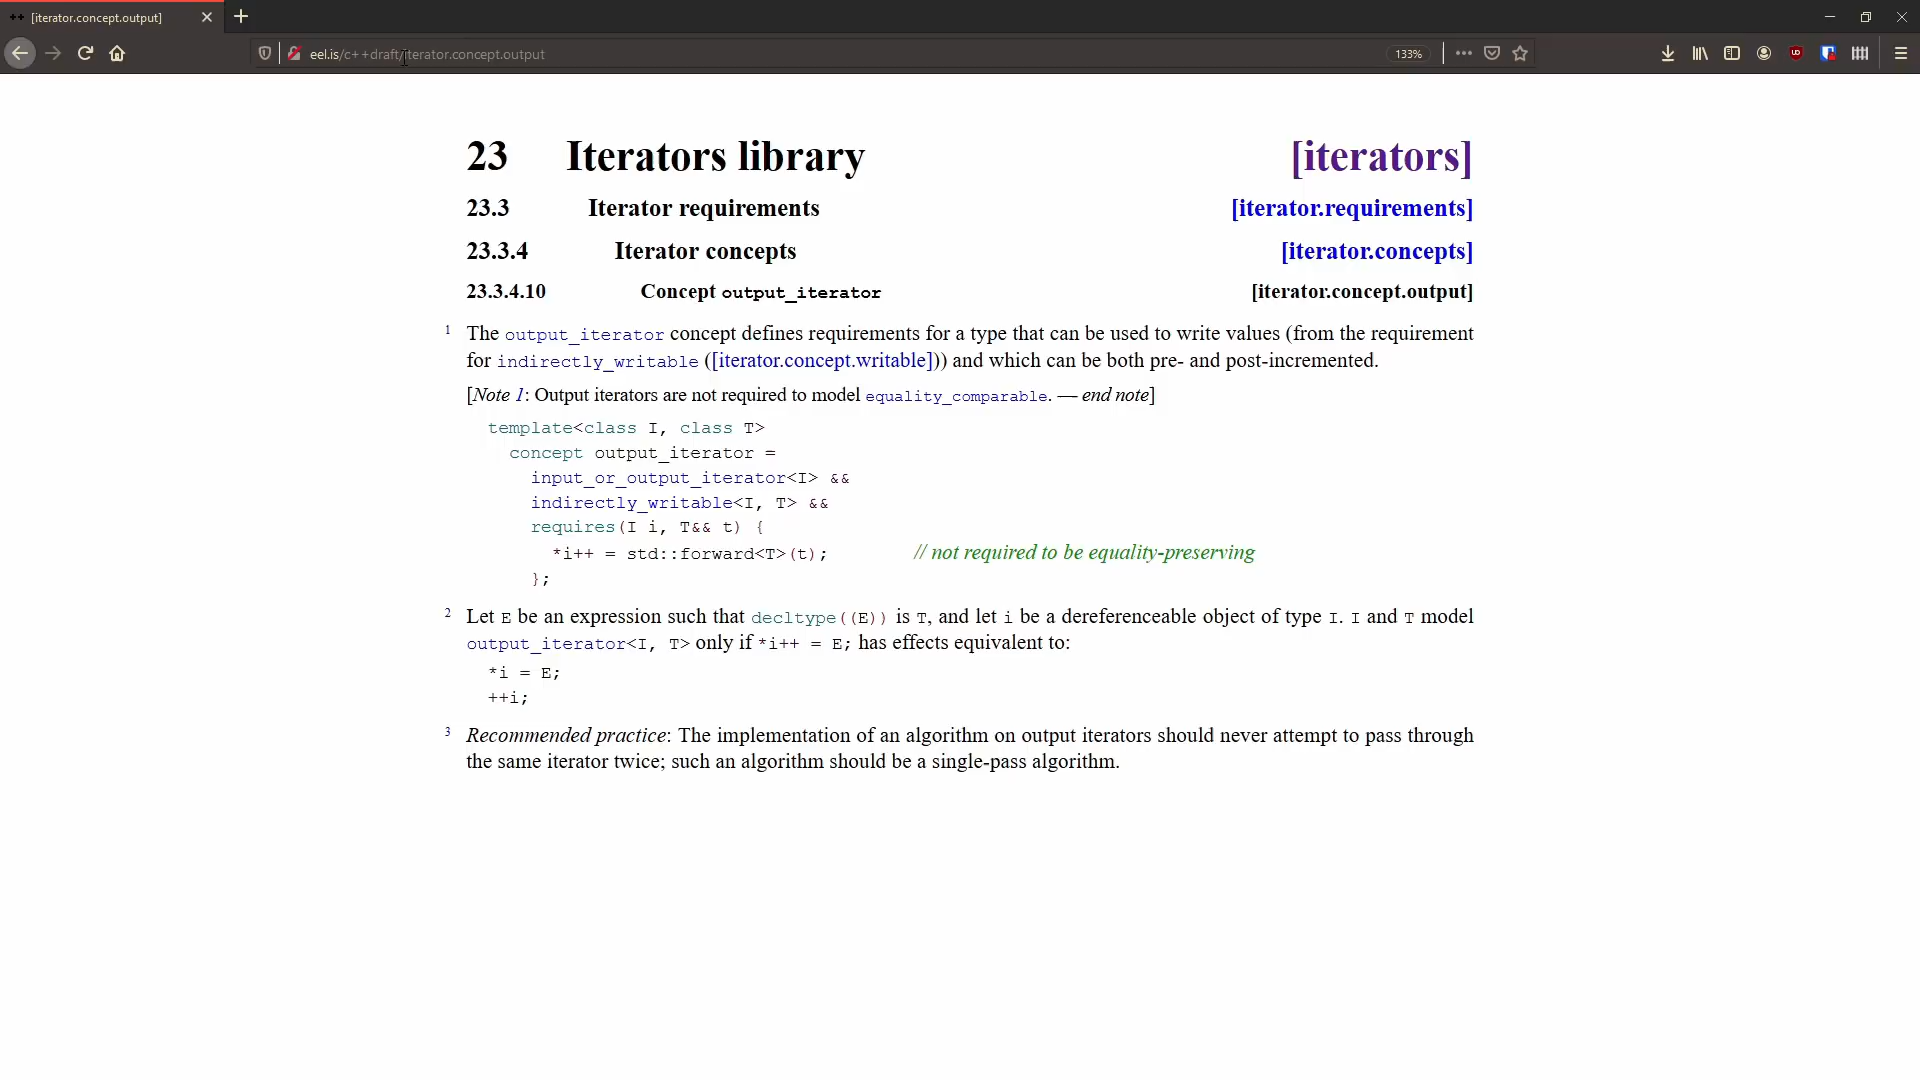 [iterator.concept.output]
eel.is/c++draft/iterator.concept.output
133%
23 Iterators library [iterators]
23.3 Iterator requirements [iterator.requirements]
23.3.4 Iterator concepts [iterator.concepts]
23.3.4.10 Concept output_iterator [iterator.concept.output]
1 The output_iterator concept defines requirements for a type that can be used to write values (from the requirement
for indirectly_writable ([iterator.concept.writable])) and which can be both pre- and post-incremented.
[Note 1: Output iterators are not required to model equality_comparable. — end note]
template<class I, class T>
concept output_iterator =
input_or_output_iterator<I> &&
indirectly_writable<I, T> &&
requires(I i, T&& t) {
*i++ = std::forward<T>(t); // not required to be equality-preserving
};
2 Let E be an expression such that decltype((E)) is T, and let i be a dereferenceable object of type I. I and T model
output_iterator<I, T> only if *i++ = E; has effects equivalent to:
*i = E;
++i;
3 Recommended practice: The implementation of an algorithm on output iterators should never attempt to pass through
the same iterator twice; such an algorithm should be a single-pass algorithm.